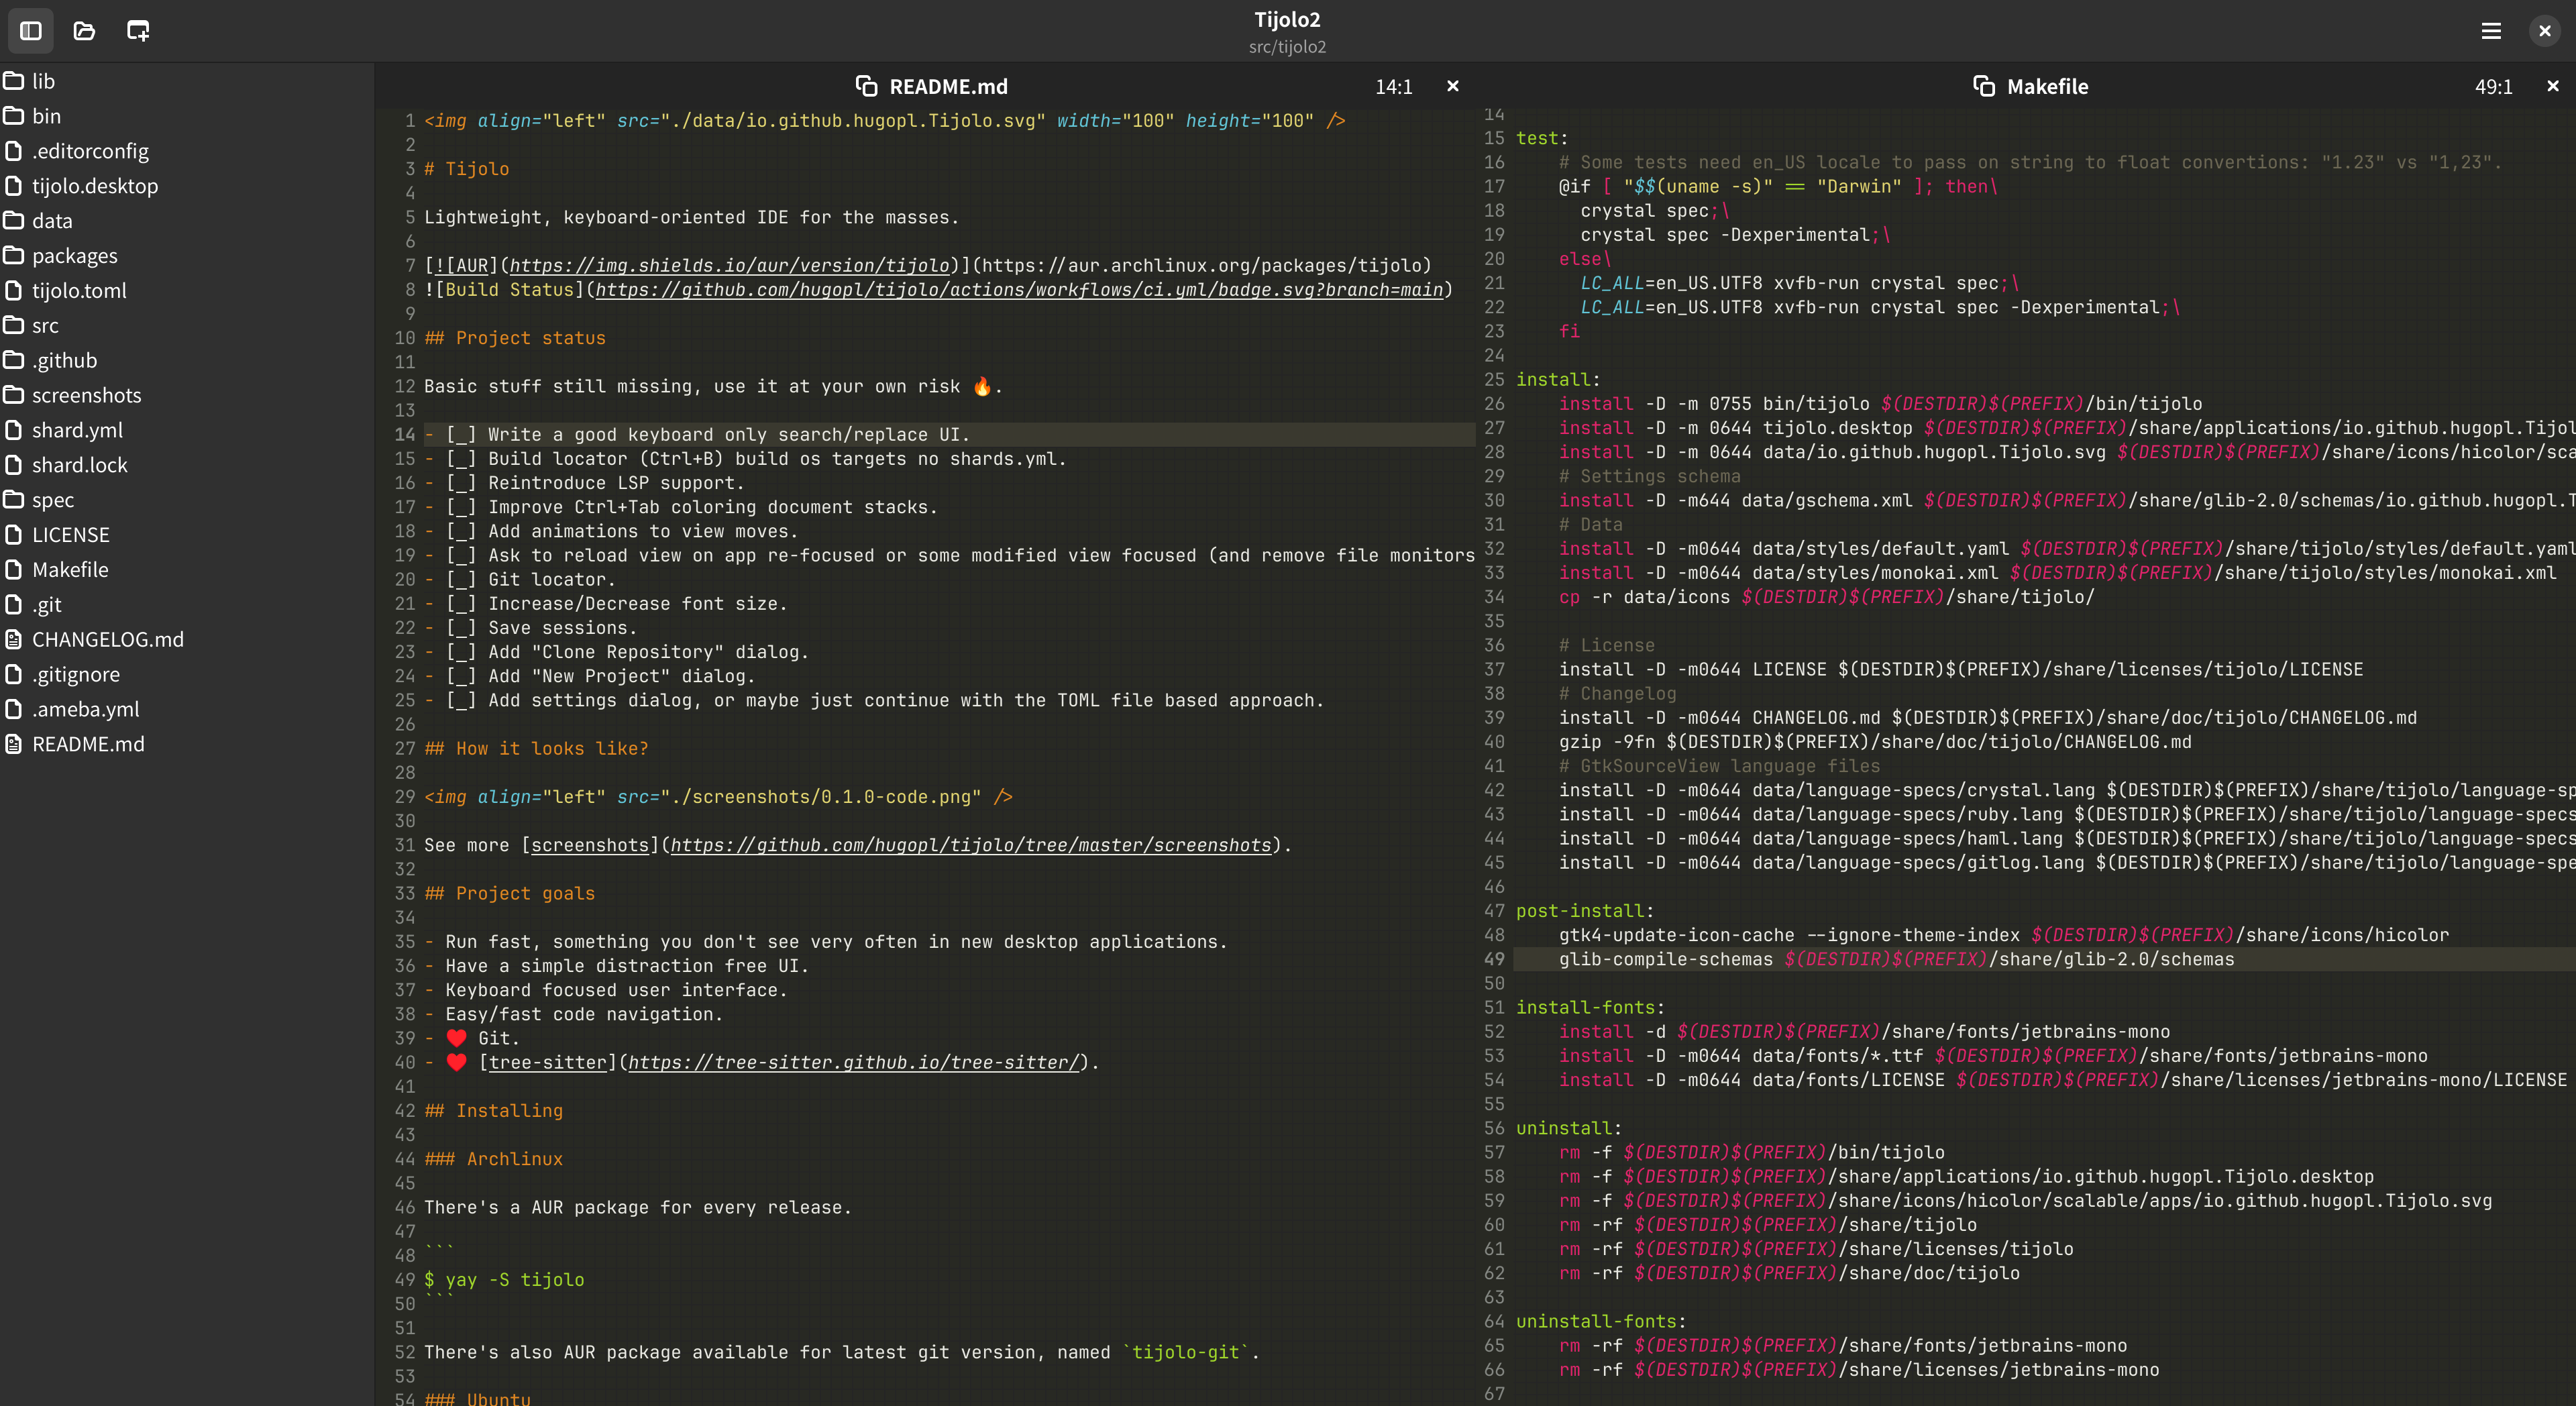 Tijolo2
src/tijolo2
lib
bin
.editorconfig
tijolo.desktop
data
packages
tijolo.toml
src
.github
screenshots
shard.yml
shard.lock
spec
LICENSE
Makefile
.git
CHANGELOG.md
.gitignore
.ameba.yml
README.md
README.md 14:1
1 <img align="left" src="./data/io.github.hugopl.Tijolo.svg" width="100" height="100" />
2
3 # Tijolo
4
5 Lightweight, keyboard-oriented IDE for the masses.
6
7 [![AUR](https://img.shields.io/aur/version/tijolo)](https://aur.archlinux.org/packages/tijolo)
8 ![Build Status](https://github.com/hugopl/tijolo/actions/workflows/ci.yml/badge.svg?branch=main)
9
10 ## Project status
11
12 Basic stuff still missing, use it at your own risk 🔥.
13
14 - [_] Write a good keyboard only search/replace UI.
15 - [_] Build locator (Ctrl+B) build os targets no shards.yml.
16 - [_] Reintroduce LSP support.
17 - [_] Improve Ctrl+Tab coloring document stacks.
18 - [_] Add animations to view moves.
19 - [_] Ask to reload view on app re-focused or some modified view focused (and remove file monitors
20 - [_] Git locator.
21 - [_] Increase/Decrease font size.
22 - [_] Save sessions.
23 - [_] Add "Clone Repository" dialog.
24 - [_] Add "New Project" dialog.
25 - [_] Add settings dialog, or maybe just continue with the TOML file based approach.
26
27 ## How it looks like?
28
29 <img align="left" src="./screenshots/0.1.0-code.png" />
30
31 See more [screenshots](https://github.com/hugopl/tijolo/tree/master/screenshots).
32
33 ## Project goals
34
35 - Run fast, something you don't see very often in new desktop applications.
36 - Have a simple distraction free UI.
37 - Keyboard focused user interface.
38 - Easy/fast code navigation.
39 - ♥ Git.
40 - ♥ [tree-sitter](https://tree-sitter.github.io/tree-sitter/).
41
42 ## Installing
43
44 ### Archlinux
45
46 There's a AUR package for every release.
47
48 ```
49 $ yay -S tijolo
50 ```
51
52 There's also AUR package available for latest git version, named `tijolo-git`.
53
54 ### Ubuntu
Makefile 49:1
14
15 test:
16 # Some tests need en_US locale to pass on string to float convertions: "1.23" vs "1,23".
17 @if [ "$$(uname -s)" == "Darwin" ]; then\
18 crystal spec;\
19 crystal spec -Dexperimental;\
20 else\
21 LC_ALL=en_US.UTF8 xvfb-run crystal spec;\
22 LC_ALL=en_US.UTF8 xvfb-run crystal spec -Dexperimental;\
23 fi
24
25 install:
26 install -D -m 0755 bin/tijolo $(DESTDIR)$(PREFIX)/bin/tijolo
27 install -D -m 0644 tijolo.desktop $(DESTDIR)$(PREFIX)/share/applications/io.github.hugopl.Tijol
28 install -D -m 0644 data/io.github.hugopl.Tijolo.svg $(DESTDIR)$(PREFIX)/share/icons/hicolor/sca
29 # Settings schema
30 install -D -m644 data/gschema.xml $(DESTDIR)$(PREFIX)/share/glib-2.0/schemas/io.github.hugopl.T
31 # Data
32 install -D -m0644 data/styles/default.yaml $(DESTDIR)$(PREFIX)/share/tijolo/styles/default.yaml
33 install -D -m0644 data/styles/monokai.xml $(DESTDIR)$(PREFIX)/share/tijolo/styles/monokai.xml
34 cp -r data/icons $(DESTDIR)$(PREFIX)/share/tijolo/
35
36 # License
37 install -D -m0644 LICENSE $(DESTDIR)$(PREFIX)/share/licenses/tijolo/LICENSE
38 # Changelog
39 install -D -m0644 CHANGELOG.md $(DESTDIR)$(PREFIX)/share/doc/tijolo/CHANGELOG.md
40 gzip -9fn $(DESTDIR)$(PREFIX)/share/doc/tijolo/CHANGELOG.md
41 # GtkSourceView language files
42 install -D -m0644 data/language-specs/crystal.lang $(DESTDIR)$(PREFIX)/share/tijolo/language-sp
43 install -D -m0644 data/language-specs/ruby.lang $(DESTDIR)$(PREFIX)/share/tijolo/language-specs
44 install -D -m0644 data/language-specs/haml.lang $(DESTDIR)$(PREFIX)/share/tijolo/language-specs
45 install -D -m0644 data/language-specs/gitlog.lang $(DESTDIR)$(PREFIX)/share/tijolo/language-spe
46
47 post-install:
48 gtk4-update-icon-cache --ignore-theme-index $(DESTDIR)$(PREFIX)/share/icons/hicolor
49 glib-compile-schemas $(DESTDIR)$(PREFIX)/share/glib-2.0/schemas
50
51 install-fonts:
52 install -d $(DESTDIR)$(PREFIX)/share/fonts/jetbrains-mono
53 install -D -m0644 data/fonts/*.ttf $(DESTDIR)$(PREFIX)/share/fonts/jetbrains-mono
54 install -D -m0644 data/fonts/LICENSE $(DESTDIR)$(PREFIX)/share/licenses/jetbrains-mono/LICENSE
55
56 uninstall:
57 rm -f $(DESTDIR)$(PREFIX)/bin/tijolo
58 rm -f $(DESTDIR)$(PREFIX)/share/applications/io.github.hugopl.Tijolo.desktop
59 rm -f $(DESTDIR)$(PREFIX)/share/icons/hicolor/scalable/apps/io.github.hugopl.Tijolo.svg
60 rm -rf $(DESTDIR)$(PREFIX)/share/tijolo
61 rm -rf $(DESTDIR)$(PREFIX)/share/licenses/tijolo
62 rm -rf $(DESTDIR)$(PREFIX)/share/doc/tijolo
63
64 uninstall-fonts:
65 rm -rf $(DESTDIR)$(PREFIX)/share/fonts/jetbrains-mono
66 rm -rf $(DESTDIR)$(PREFIX)/share/licenses/jetbrains-mono
67